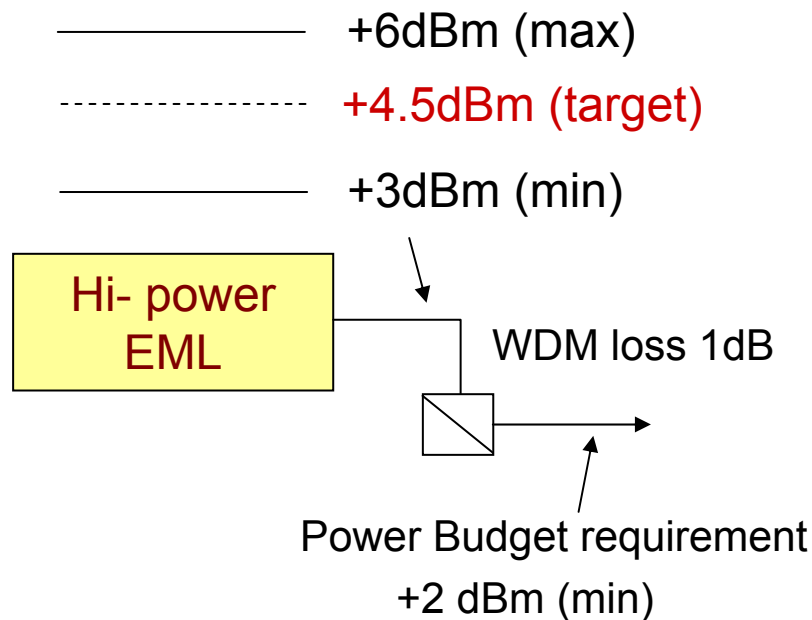 +6dBm (max)
+4.5dBm (target)
+3dBm (min)
Hi- power
EML
WDM loss 1dB
Power Budget requirement
+2 dBm (min)